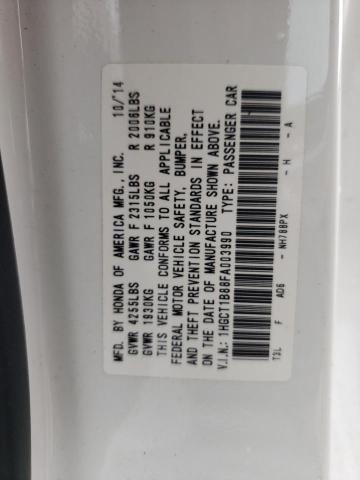 MFD. BY HONDA OF AMERICA MFG., INC. 10/'14
GVWR 4255LBS GAWR F 2315LBS R 2006LBS
GVWR 1930KG GAWR F 1050KG R 910KG
THIS VEHICLE CONFORMS TO ALL APPLICABLE
FEDERAL MOTOR VEHICLE SAFETY, BUMPER,
AND THEFT PREVENTION STANDARDS IN EFFECT
ON THE DATE OF MANUFACTURE SHOWN ABOVE.
V.I.N.: 1HGCT1B88FA003990 TYPE: PASSENGER CAR
T3L F AD6 - NH788PX - H - A